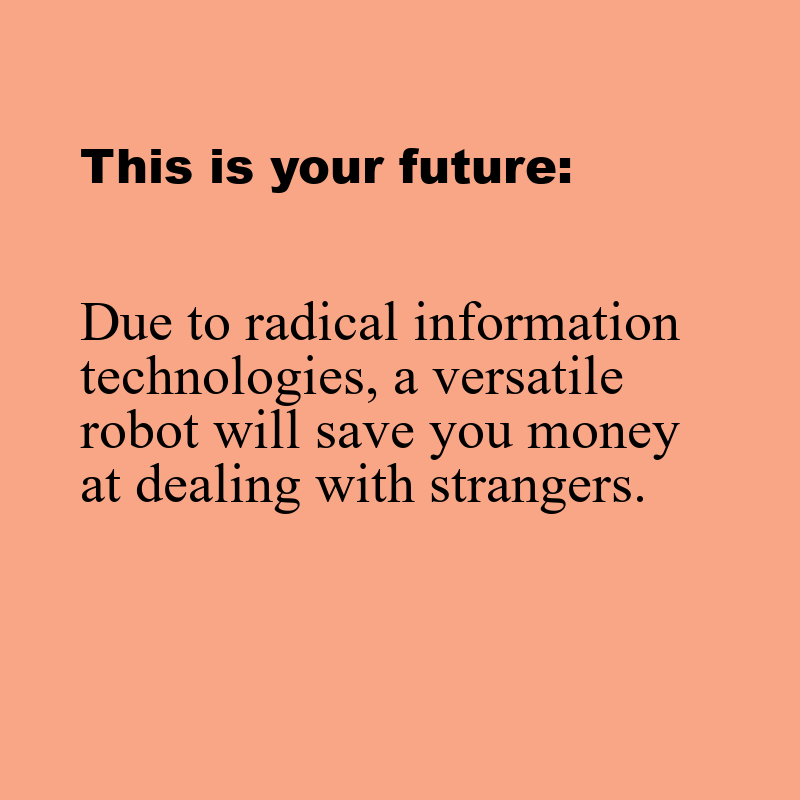 This is your future:
Due to radical information
technologies, a versatile
robot will save you money
at dealing with strangers.